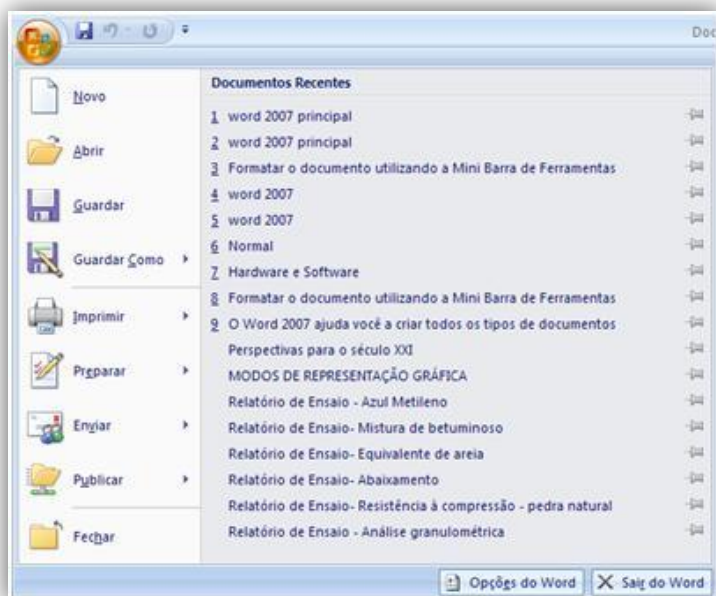 Doc
Novo
Abrir
Guardar
Guardar Como
Imprimir
Preparar
Enviar
Publicar
Fechar
Documentos Recentes
1 word 2007 principal
2 word 2007 principal
3 Formatar o documento utilizando a Mini Barra de Ferramentas
4 word 2007
5 word 2007
6 Normal
7 Hardware e Software
8 Formatar o documento utilizando a Mini Barra de Ferramentas
9 O Word 2007 ajuda você a criar todos os tipos de documentos
Perspectivas para o século XXI
MODOS DE REPRESENTAÇÃO GRÁFICA
Relatório de Ensaio - Azul Metileno
Relatório de Ensaio- Mistura de betuminoso
Relatório de Ensaio- Equivalente de areia
Relatório de Ensaio- Abaixamento
Relatório de Ensaio- Resistência à compressão - pedra natural
Relatório de Ensaio - Análise granulométrica
Opções do Word
Sair do Word